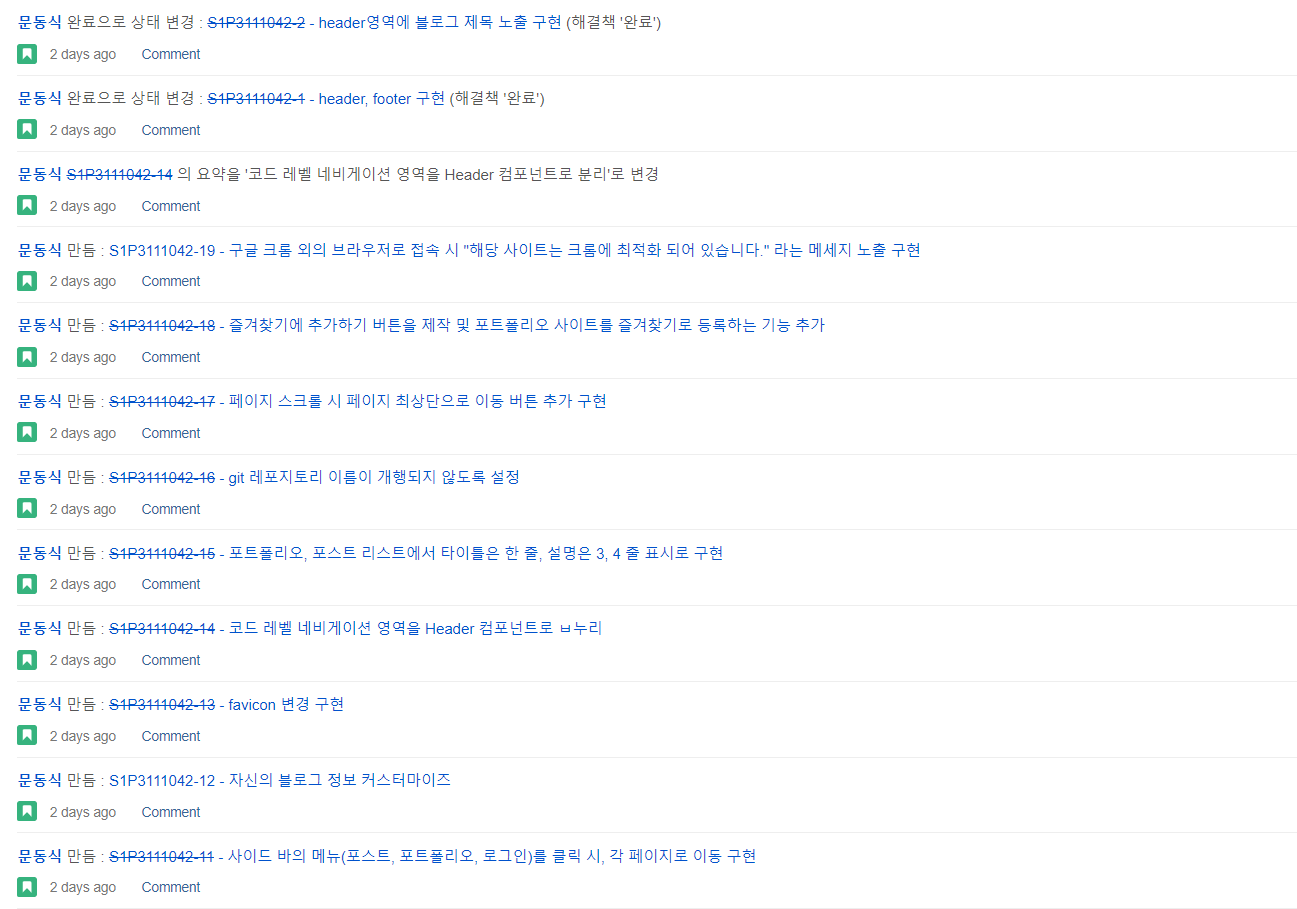 문동식 완료으로 상태 변경 : S1P3111042-2 - header영역에 블로그 제목 노출 구현 (해결책 '완료')
2 days ago Comment
문동식 완료으로 상태 변경 : S1P3111042-1 - header, footer 구현 (해결책 '완료')
2 days ago Comment
문동식 S1P3111042-14 의 요약을 '코드 레벨 네비게이션 영역을 Header 컴포넌트로 분리'로 변경
2 days ago Comment
문동식 만듬 : S1P3111042-19 - 구글 크롬 외의 브라우저로 접속 시 "해당 사이트는 크롬에 최적화 되어 있습니다." 라는 메세지 노출 구현
2 days ago Comment
문동식 만듬 : S1P3111042-18 - 즐겨찾기에 추가하기 버튼을 제작 및 포트폴리오 사이트를 즐겨찾기로 등록하는 기능 추가
2 days ago Comment
문동식 만듬 : S1P3111042-17 - 페이지 스크롤 시 페이지 최상단으로 이동 버튼 추가 구현
2 days ago Comment
문동식 만듬 : S1P3111042-16 - git 레포지토리 이름이 개행되지 않도록 설정
2 days ago Comment
문동식 만듬 : S1P3111042-15 - 포트폴리오, 포스트 리스트에서 타이틀은 한 줄, 설명은 3, 4 줄 표시로 구현
2 days ago Comment
문동식 만듬 : S1P3111042-14 - 코드 레벨 네비게이션 영역을 Header 컴포넌트로 ㅂ누리
2 days ago Comment
문동식 만듬 : S1P3111042-13 - favicon 변경 구현
2 days ago Comment
문동식 만듬 : S1P3111042-12 - 자신의 블로그 정보 커스터마이즈
2 days ago Comment
문동식 만듬 : S1P3111042-11 - 사이드 바의 메뉴(포스트, 포트폴리오, 로그인)를 클릭 시, 각 페이지로 이동 구현
2 days ago Comment